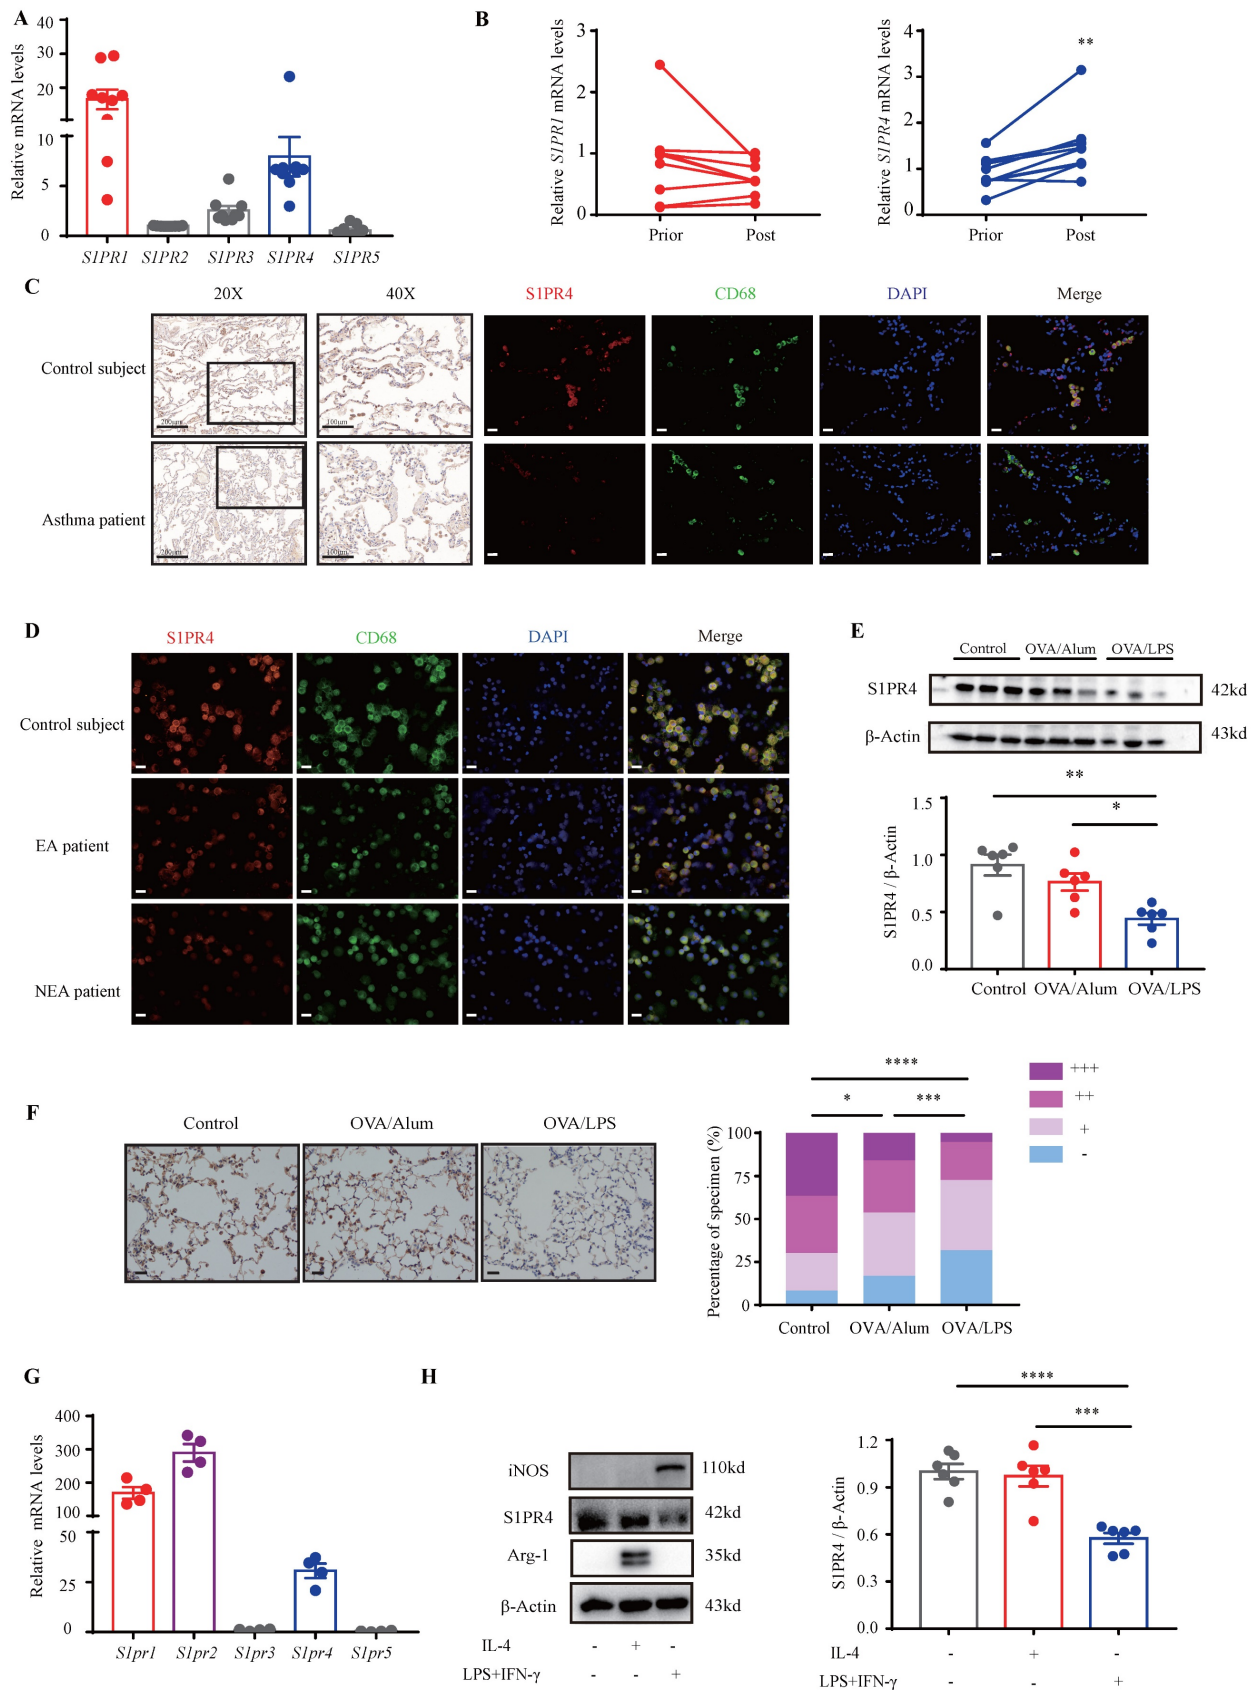 A
Relative mRNA levels
40
30
20
10
5
0
S1PR1 S1PR2 S1PR3 S1PR4 S1PR5
B
Relative S1PR1 mRNA levels
3
2
1
0
Prior Post
Relative S1PR4 mRNA levels
4
3
2
1
0
**
Prior Post
C
20X 40X S1PR4 CD68 DAPI Merge
Control subject
200μm 100μm
Asthma patient
200μm 100μm
D
S1PR4 CD68 DAPI Merge
Control subject
EA patient
NEA patient
E
Control OVA/Alum OVA/LPS
S1PR4 42kd
β-Actin 43kd
**
*
S1PR4 / β-Actin
1.5
1.0
0.5
0.0
Control OVA/Alum OVA/LPS
F
Control OVA/Alum OVA/LPS
****
* ***
+++
++
+
-
Percentage of specimen (%)
100
75
50
25
0
Control OVA/Alum OVA/LPS
G
Relative mRNA levels
400
300
200
100
50
25
0
S1pr1 S1pr2 S1pr3 S1pr4 S1pr5
H
iNOS 110kd
S1PR4 42kd
Arg-1 35kd
β-Actin 43kd
IL-4 - + -
LPS+IFN-γ - - +
****
***
S1PR4 / β-Actin
1.2
0.9
0.6
0.3
0.0
IL-4 - + -
LPS+IFN-γ - - +